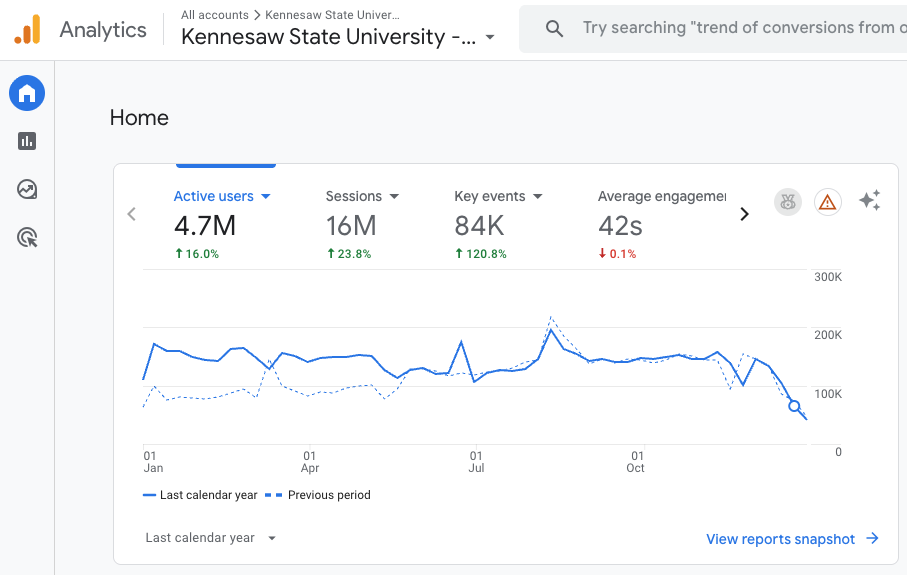 Analytics
All accounts > Kennesaw State Univer...
Kennesaw State University -...
Try searching "trend of conversions from o
Home
Active users
Sessions
Key events
Average engagemen
4.7M
16M
84K
42s
↑ 16.0%
↑ 23.8%
↑ 120.8%
↓ 0.1%
300K
200K
100K
0
01 Jan
01 Apr
01 Jul
01 Oct
Last calendar year
Previous period
Last calendar year
View reports snapshot →